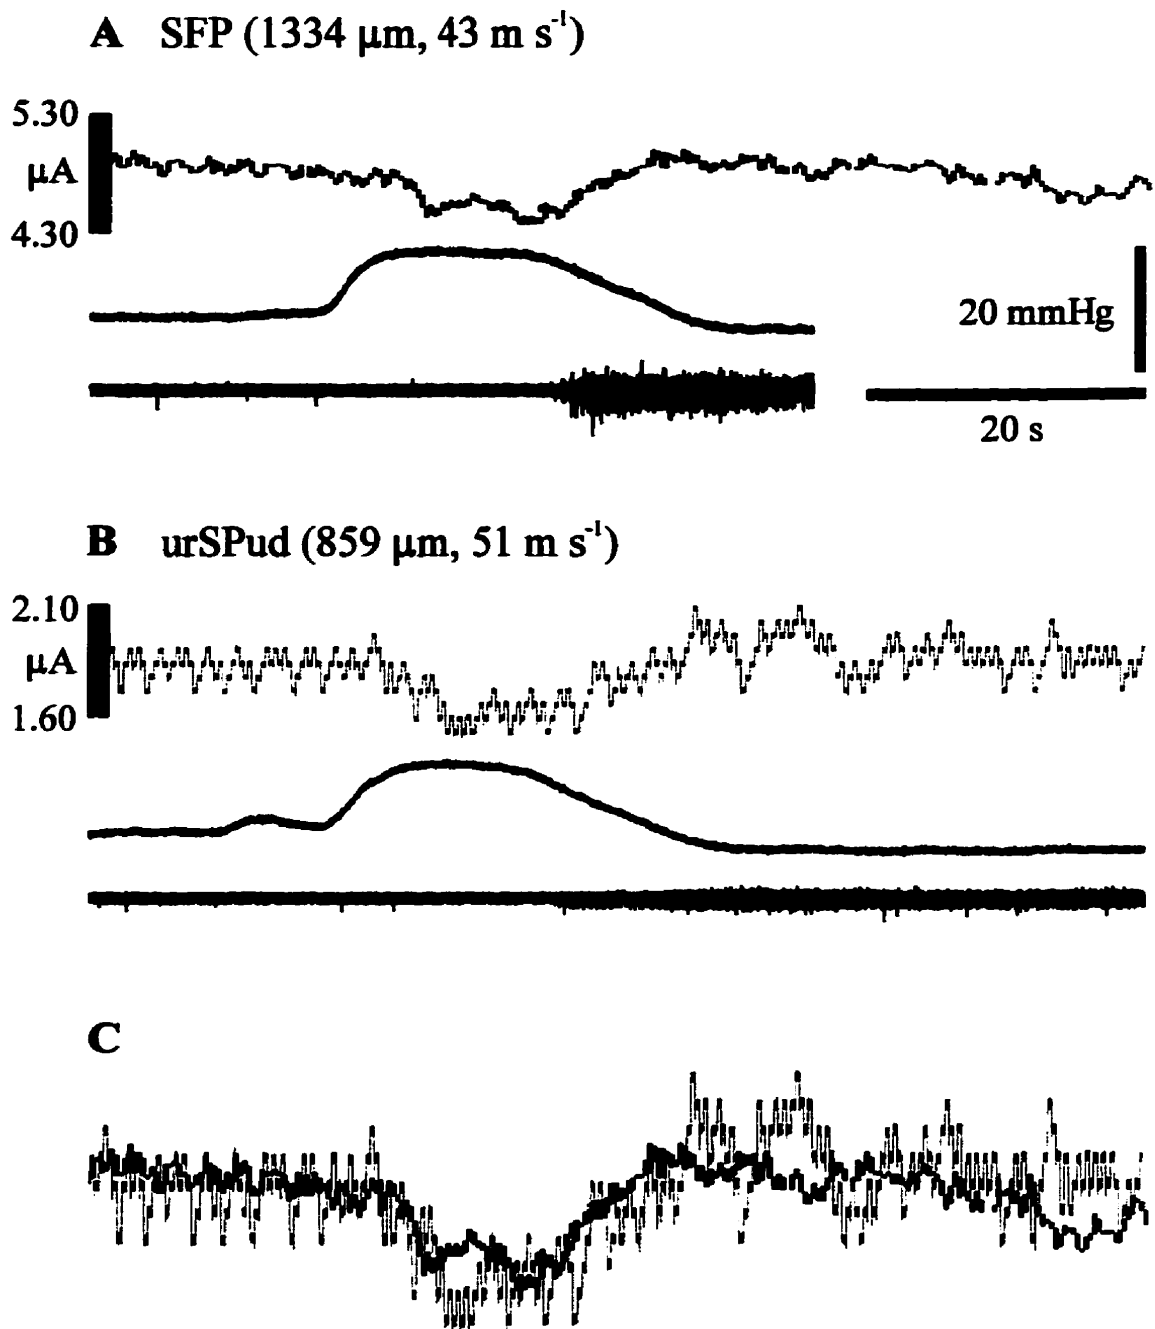 A SFP (1334 μm, 43 m s⁻¹)
5.30
μA
4.30
20 mmHg
20 s
B urSPud (859 μm, 51 m s⁻¹)
2.10
μA
1.60
C